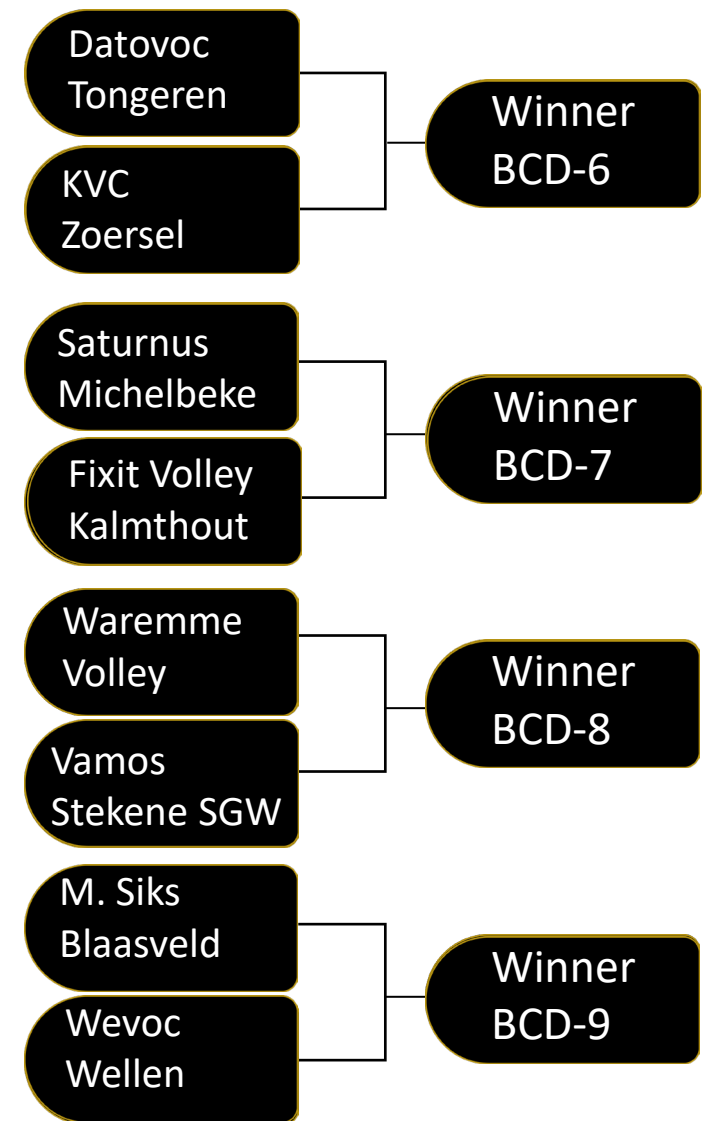 Datovoc
Tongeren
KVC
Zoersel
Winner
BCD-6
Saturnus
Michelbeke
Fixit Volley
Kalmthout
Winner
BCD-7
Waremme
Volley
Vamos
Stekene SGW
Winner
BCD-8
M. Siks
Blaasveld
Wevoc
Wellen
Winner
BCD-9